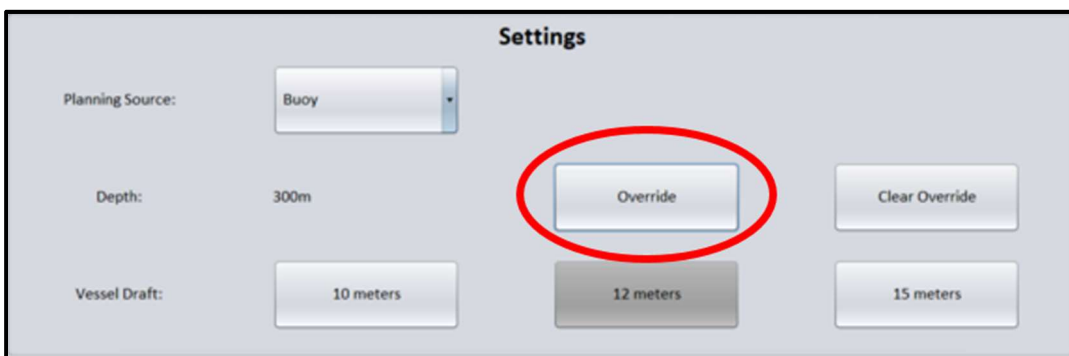 Settings
Planning Source: Buoy
Depth: 300m Override Clear Override
Vessel Draft: 10 meters 12 meters 15 meters